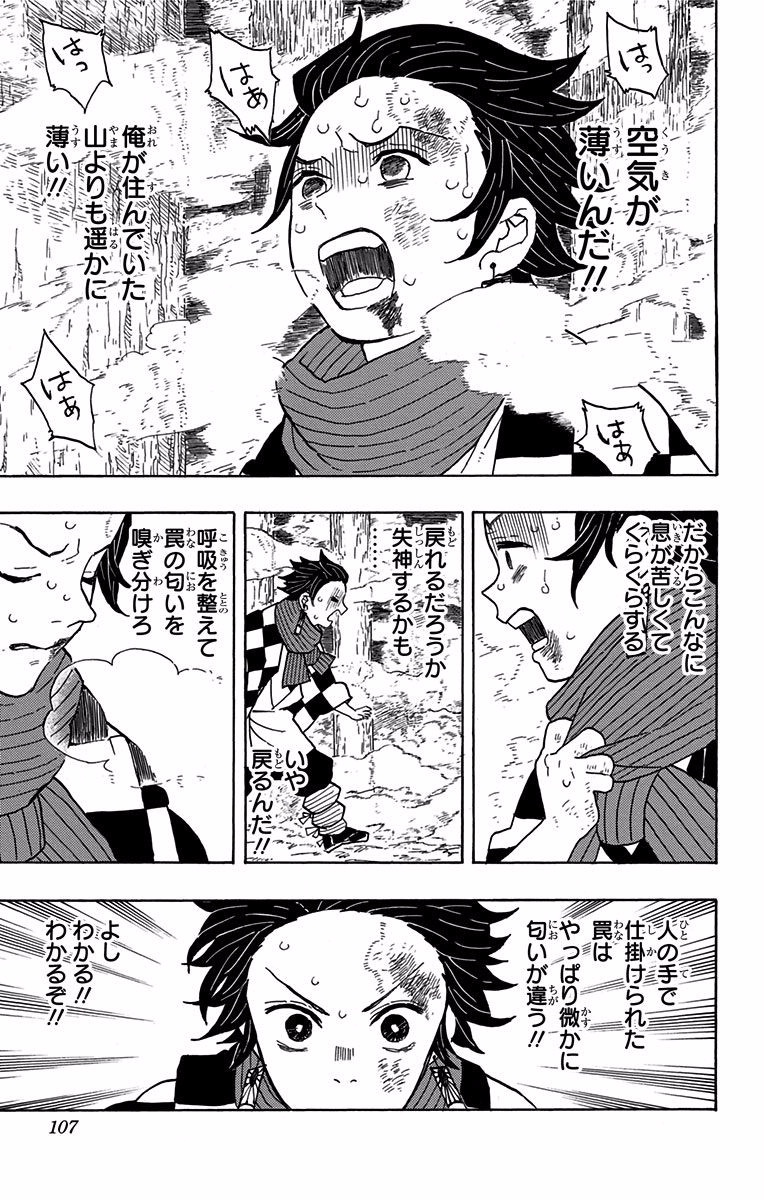 はっ
空気が
薄いんだ!!
はぁ
はっ
俺が住んでいた
山よりも遥かに
薄い!!
はぁ
はぁ
だからこんなに
息が苦しくて
くらくらする
戻れるだろうか
失神するかも
……
いや
戻るんだ!!
呼吸を整えて
罠の匂いを
嗅ぎ分けろ
人の手で
仕掛けられた
罠は
やっぱり微かに
匂いが違う!!
よし
わかる!!
わかるぞ!!
107